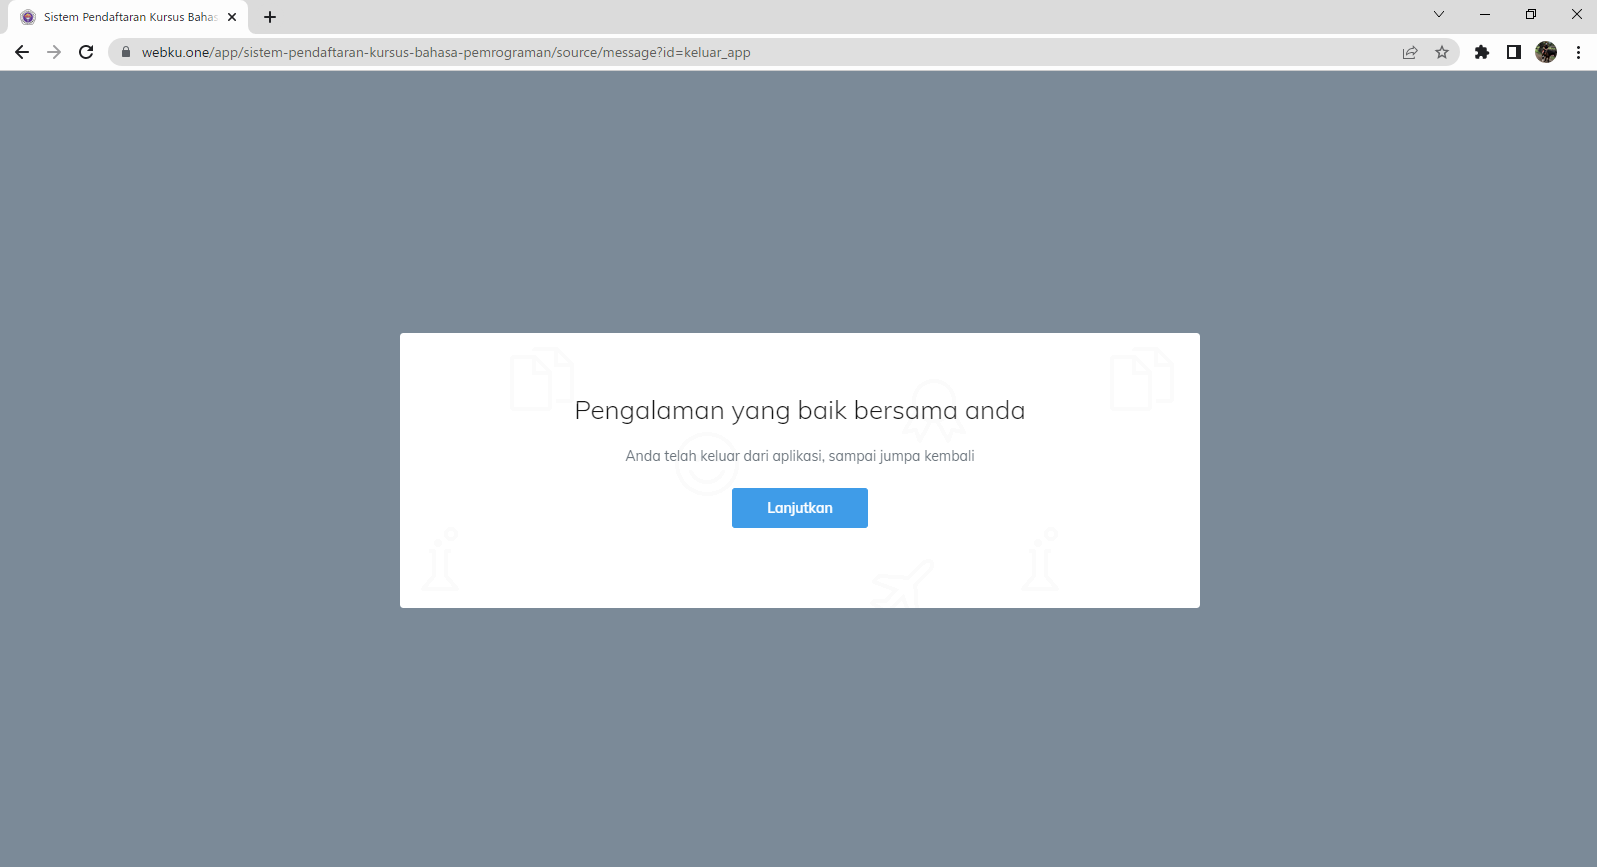 Sistem Pendaftaran Kursus Bahas
webku.one/app/sistem-pendaftaran-kursus-bahasa-pemrograman/source/message?id=keluar_app
Pengalaman yang baik bersama anda
Anda telah keluar dari aplikasi, sampai jumpa kembali
Lanjutkan